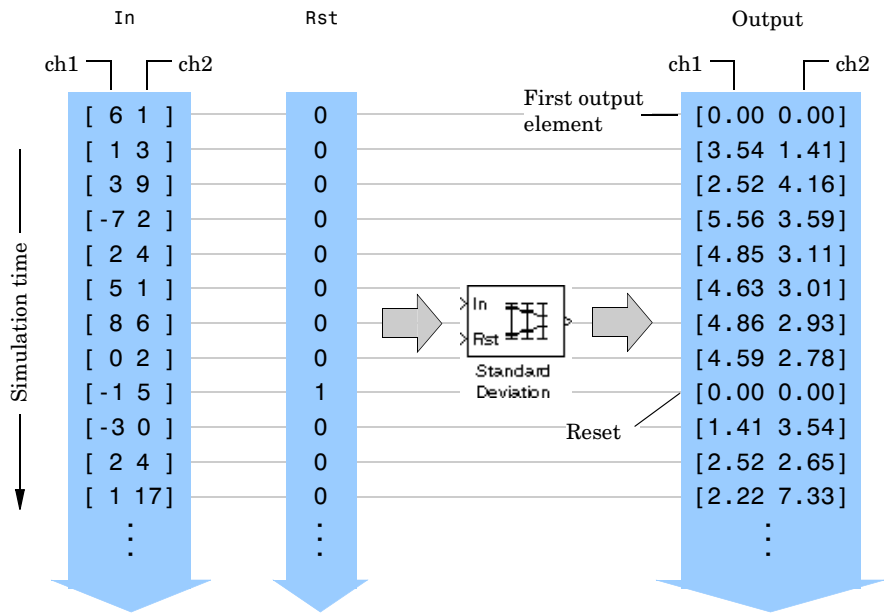 In Rst Output
ch1 ch2 ch1 ch2
[ 6 1 ] 0 First output element [0.00 0.00]
[ 1 3 ] 0 [3.54 1.41]
[ 3 9 ] 0 [2.52 4.16]
[-7 2 ] 0 [5.56 3.59]
[ 2 4 ] 0 [4.85 3.11]
[ 5 1 ] 0 [4.63 3.01]
[ 8 6 ] 0 [4.86 2.93]
[ 0 2 ] 0 [4.59 2.78]
[-1 5 ] 1 [0.00 0.00]
[-3 0 ] 0 Reset [1.41 3.54]
[ 2 4 ] 0 [2.52 2.65]
[ 1 17] 0 [2.22 7.33]
Simulation time
In
Rst
Standard
Deviation